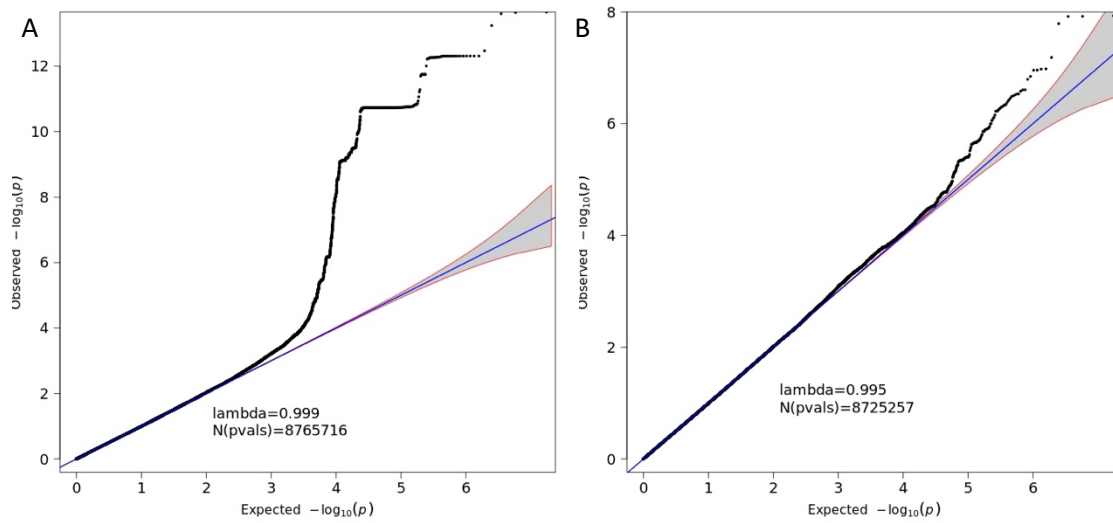 A
12
10
8
6
4
2
0
Observed −log10(p)
lambda=0.999
N(pvals)=8765716
0 1 2 3 4 5 6
Expected −log10(p)
B
8
6
4
2
0
Observed −log10(p)
lambda=0.995
N(pvals)=8725257
0 1 2 3 4 5 6
Expected −log10(p)